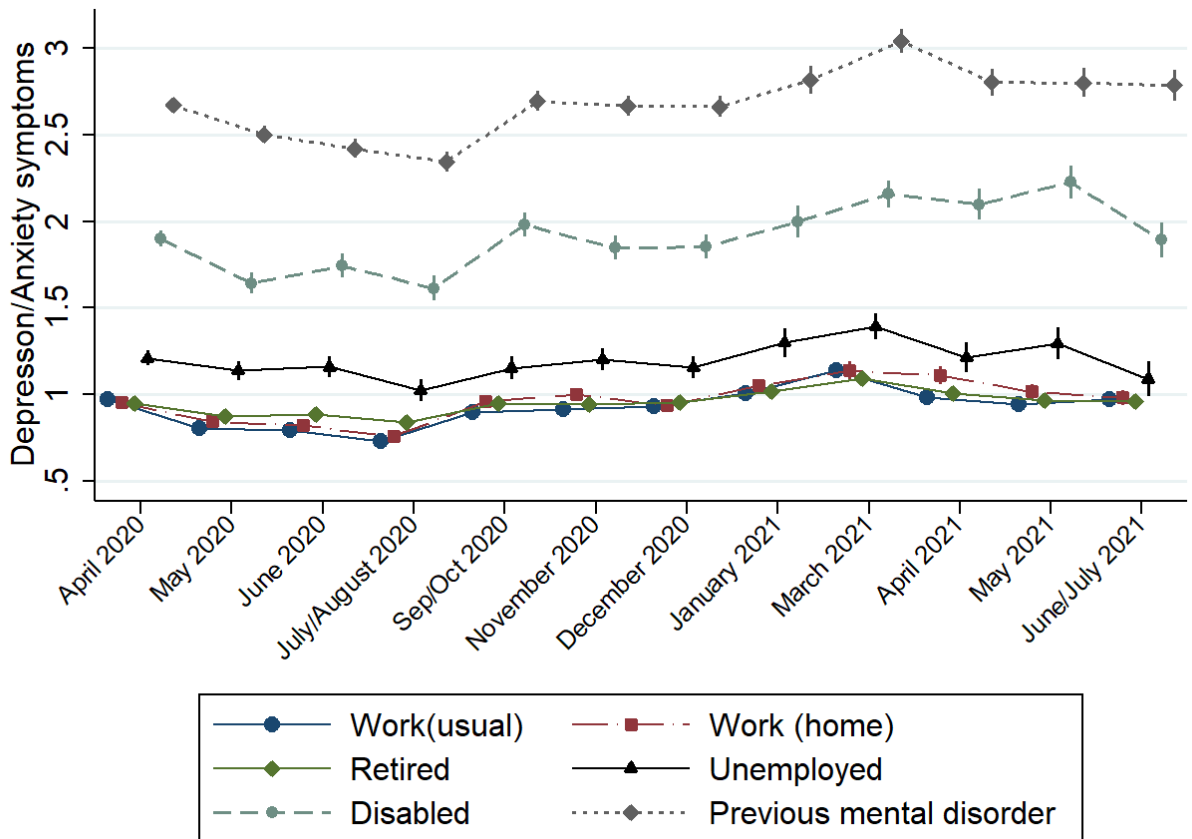 Depresson/Anxiety symptoms
3
2.5
2
1.5
1
.5
April 2020
May 2020
June 2020
July/August 2020
Sep/Oct 2020
November 2020
December 2020
January 2021
March 2021
April 2021
May 2021
June/July 2021
Work(usual)
Work (home)
Retired
Unemployed
Disabled
Previous mental disorder